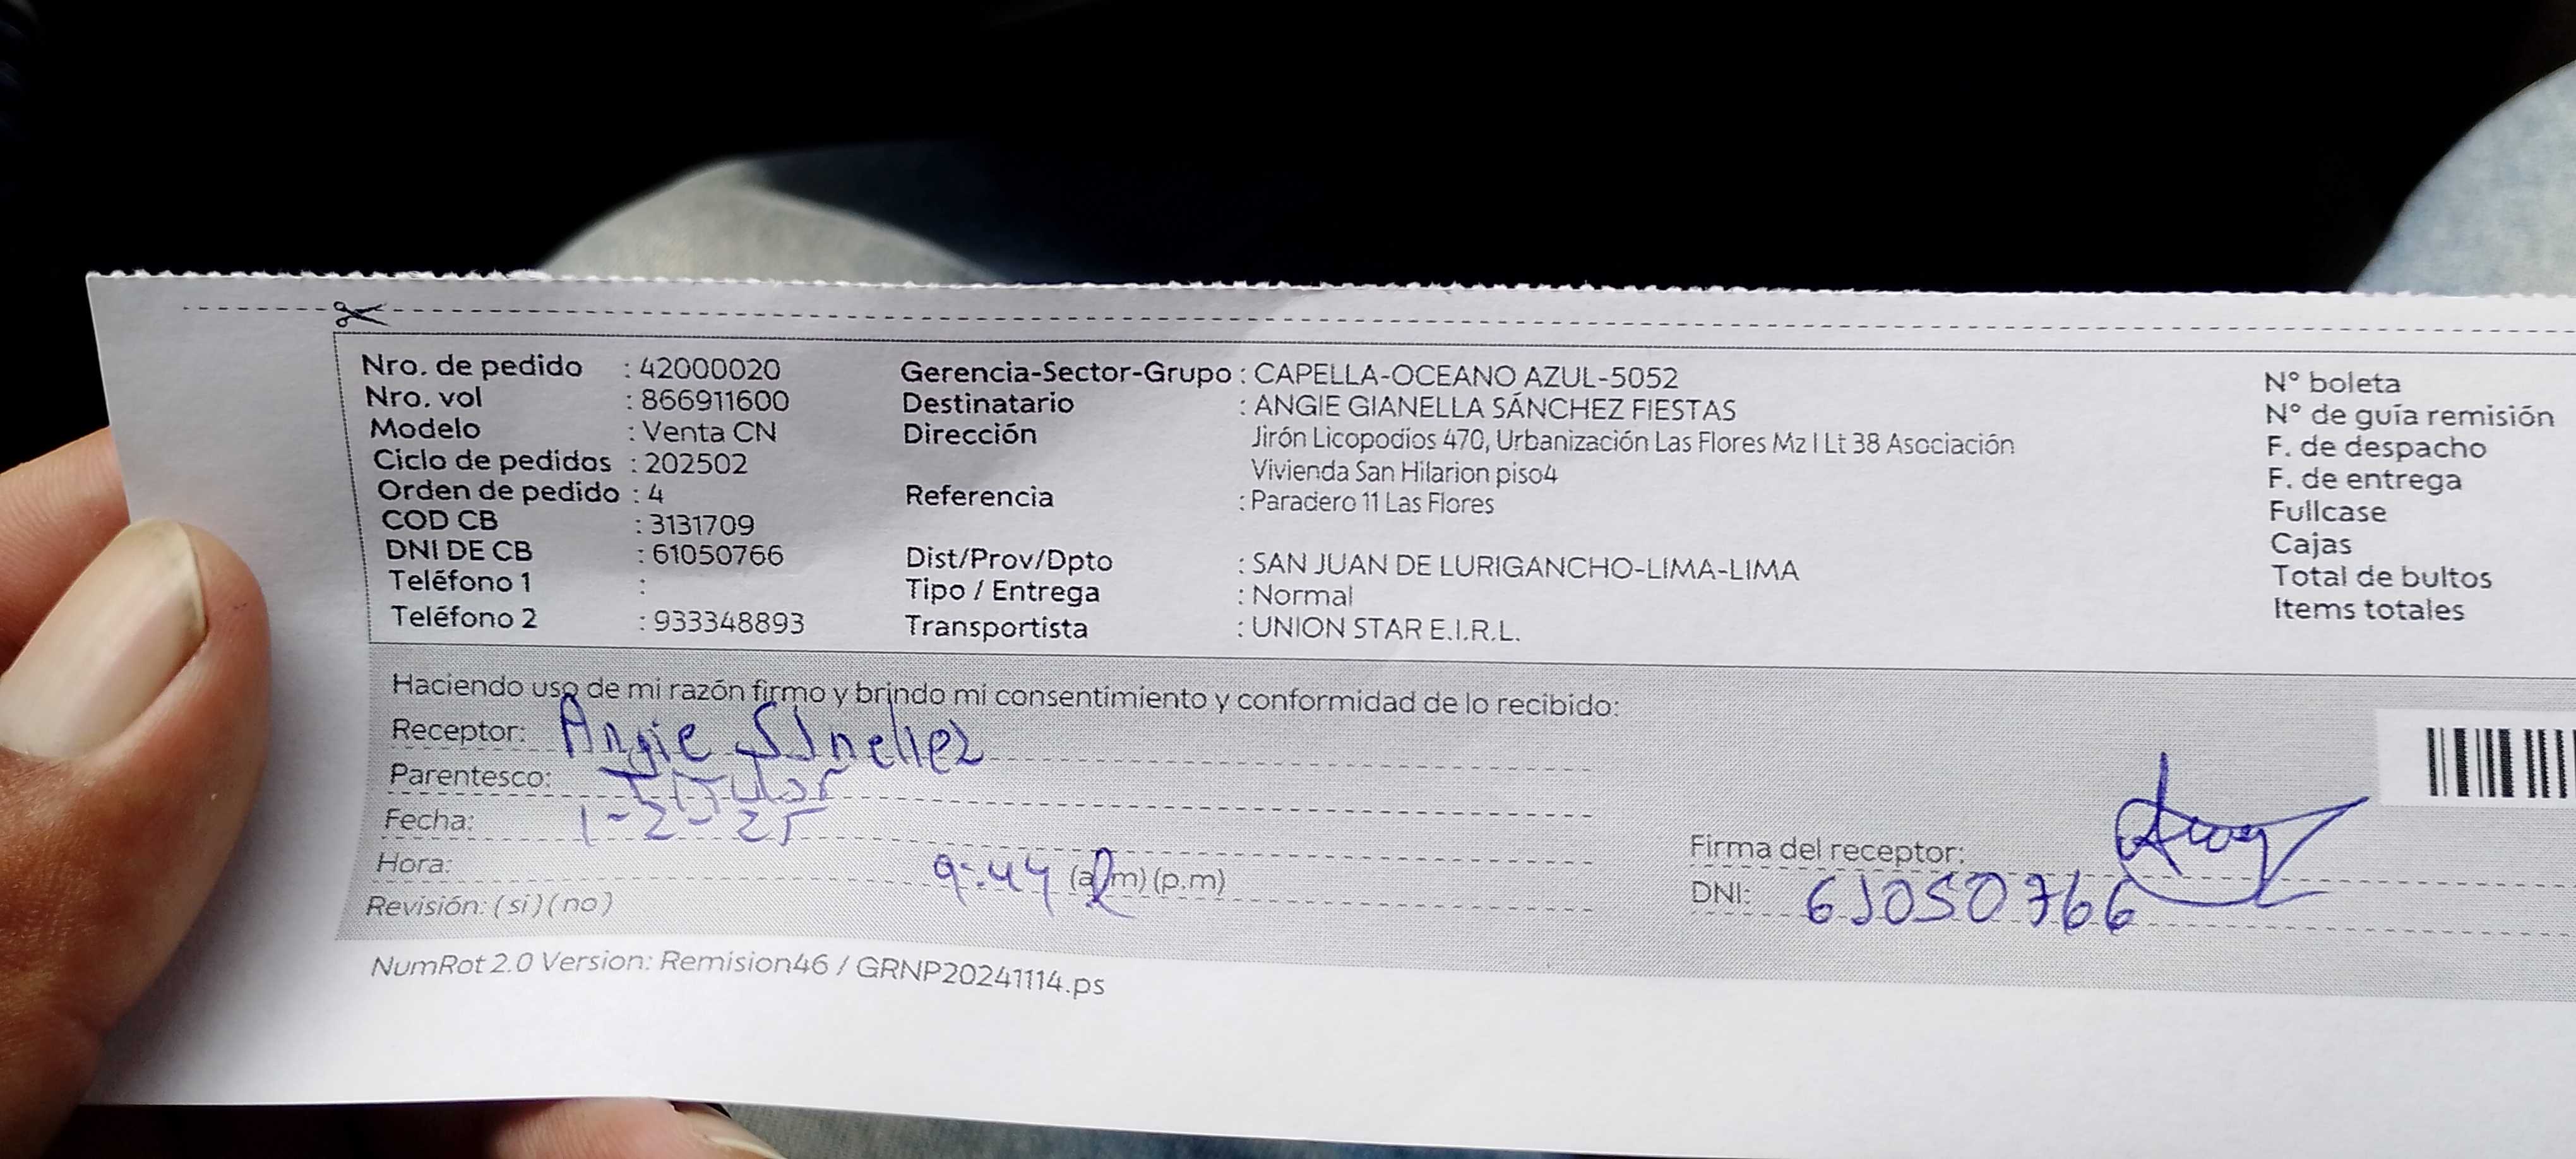 Nro. de pedido : 42000020
Nro. vol : 866911600
Modelo : Venta CN
Ciclo de pedidos : 202502
Orden de pedido : 4
COD CB : 3131709
DNI DE CB : 61050766
Teléfono 1 :
Teléfono 2 : 933348893
Gerencia-Sector-Grupo : CAPELLA-OCEANO AZUL-5052
Destinatario : ANGIE GIANELLA SÁNCHEZ FIESTAS
Dirección Jirón Licopodios 470, Urbanización Las Flores Mz I Lt 38 Asociación
Vivienda San Hilarion piso4
Referencia : Paradero 11 Las Flores
Dist/Prov/Dpto : SAN JUAN DE LURIGANCHO-LIMA-LIMA
Tipo / Entrega : Normal
Transportista : UNION STAR E.I.R.L.
N° boleta
N° de guía remisión
F. de despacho
F. de entrega
Fullcase
Cajas
Total de bultos
Items totales
Haciendo uso de mi razón firmo y brindo mi consentimiento y conformidad de lo recibido:
Receptor: Angie Sánchez
Parentesco: Titular
Fecha: 1-2-25
Hora: 9:44 (a.m) (p.m)
Revisión: (si) (no)
Firma del receptor:
DNI: 61050766
NumRot 2.0 Version: Remision46 / GRNP20241114.ps